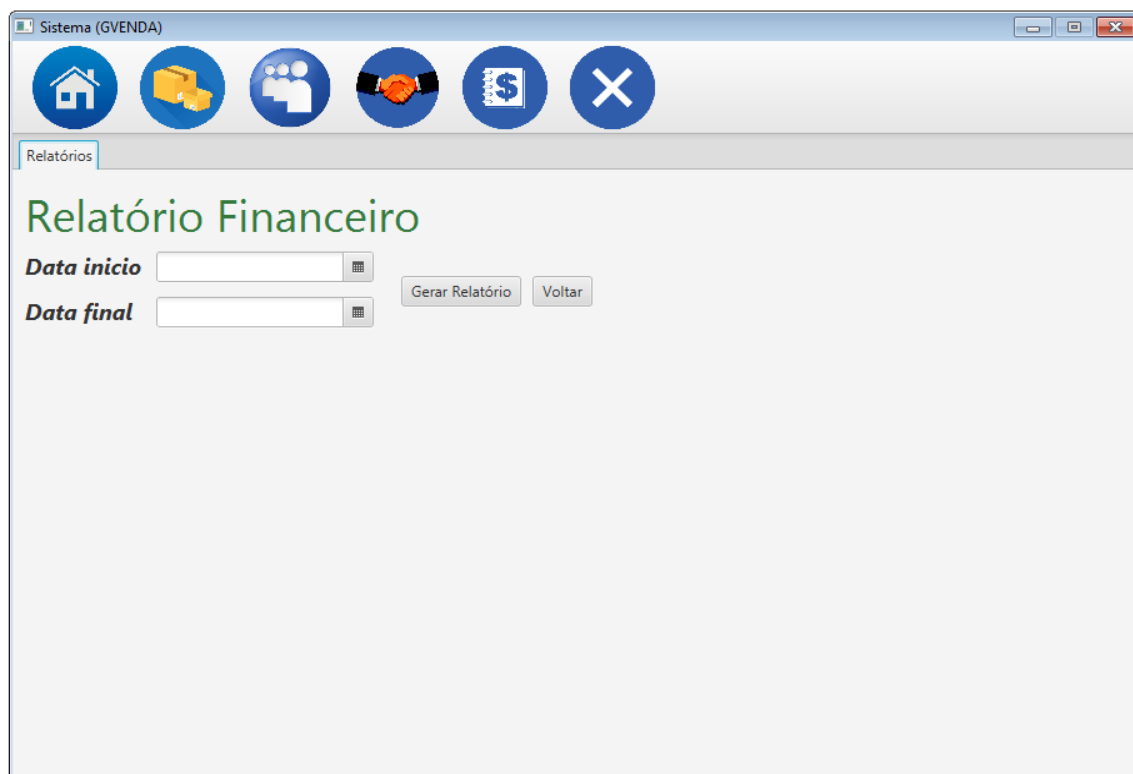 Sistema (GVENDA)
$
Relatórios
Relatório Financeiro
Data inicio
Gerar Relatório Voltar
Data final